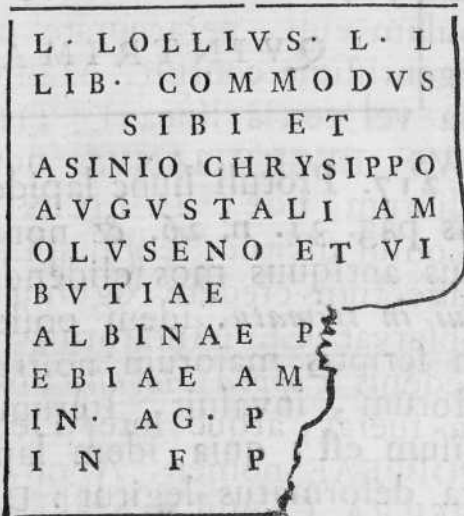 L · LOLLIVS · L · L
LIB · COMMODVS
SIBI ET
ASINIO CHRYSIPPO
AVGVSTALI AM
OLVSENO ET VI
BVTIAE
ALBINAE P
EBIAE AM
IN · AG · P
IN F P